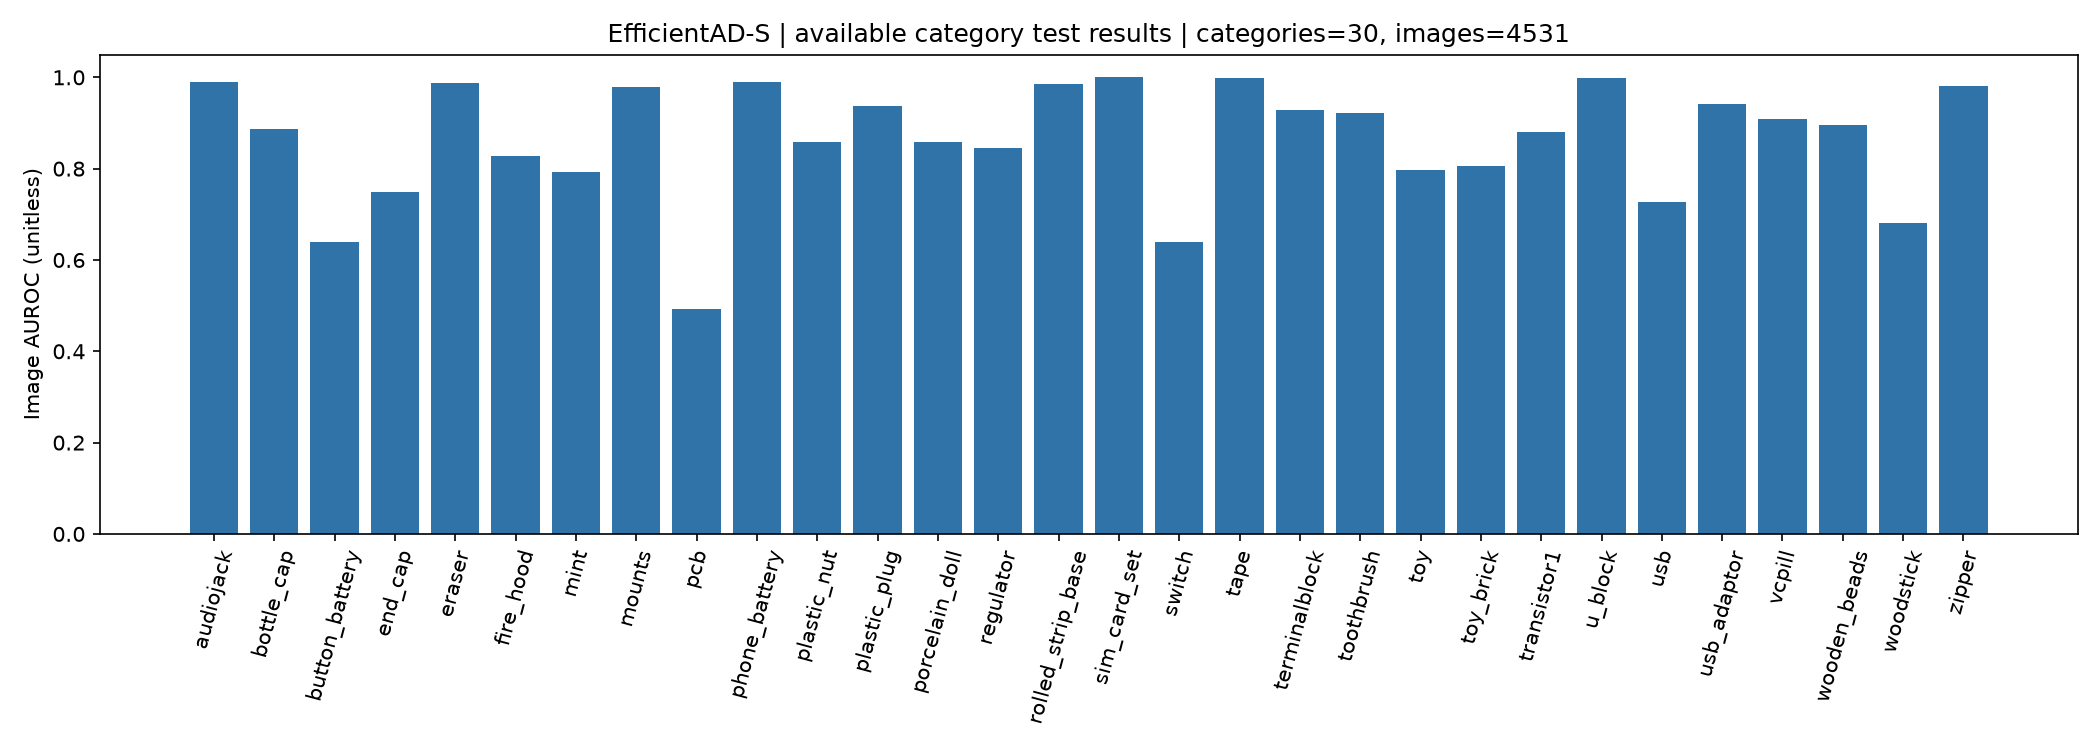 EfficientAD-S | available category test results | categories=30, images=4531
Image AUROC (unitless)
1.0
0.8
0.6
0.4
0.2
0.0
audiojack
bottle_cap
button_battery
end_cap
eraser
fire_hood
mint
mounts
pcb
phone_battery
plastic_nut
plastic_plug
porcelain_doll
regulator
rolled_strip_base
sim_card_set
switch
tape
terminalblock
toothbrush
toy
toy_brick
transistor1
u_block
usb
usb_adaptor
vcpill
wooden_beads
woodstick
zipper